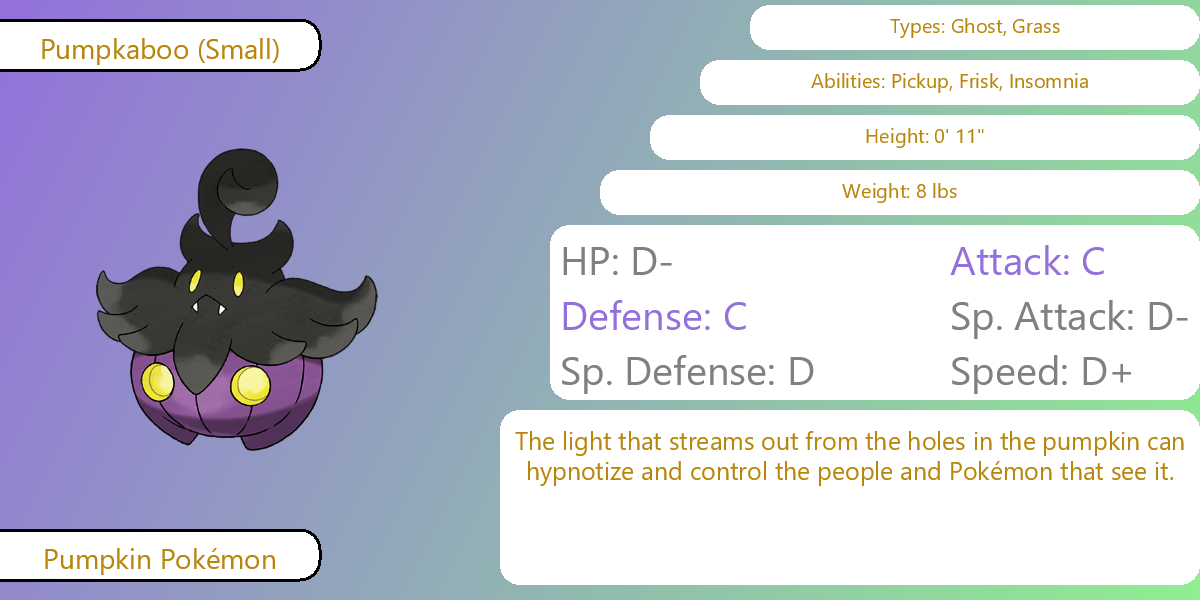 Pumpkaboo (Small)
Types: Ghost, Grass
Abilities: Pickup, Frisk, Insomnia
Height: 0' 11"
Weight: 8 lbs
HP: D-
Attack: C
Defense: C
Sp. Attack: D-
Sp. Defense: D
Speed: D+
The light that streams out from the holes in the pumpkin can
hypnotize and control the people and Pokémon that see it.
Pumpkin Pokémon